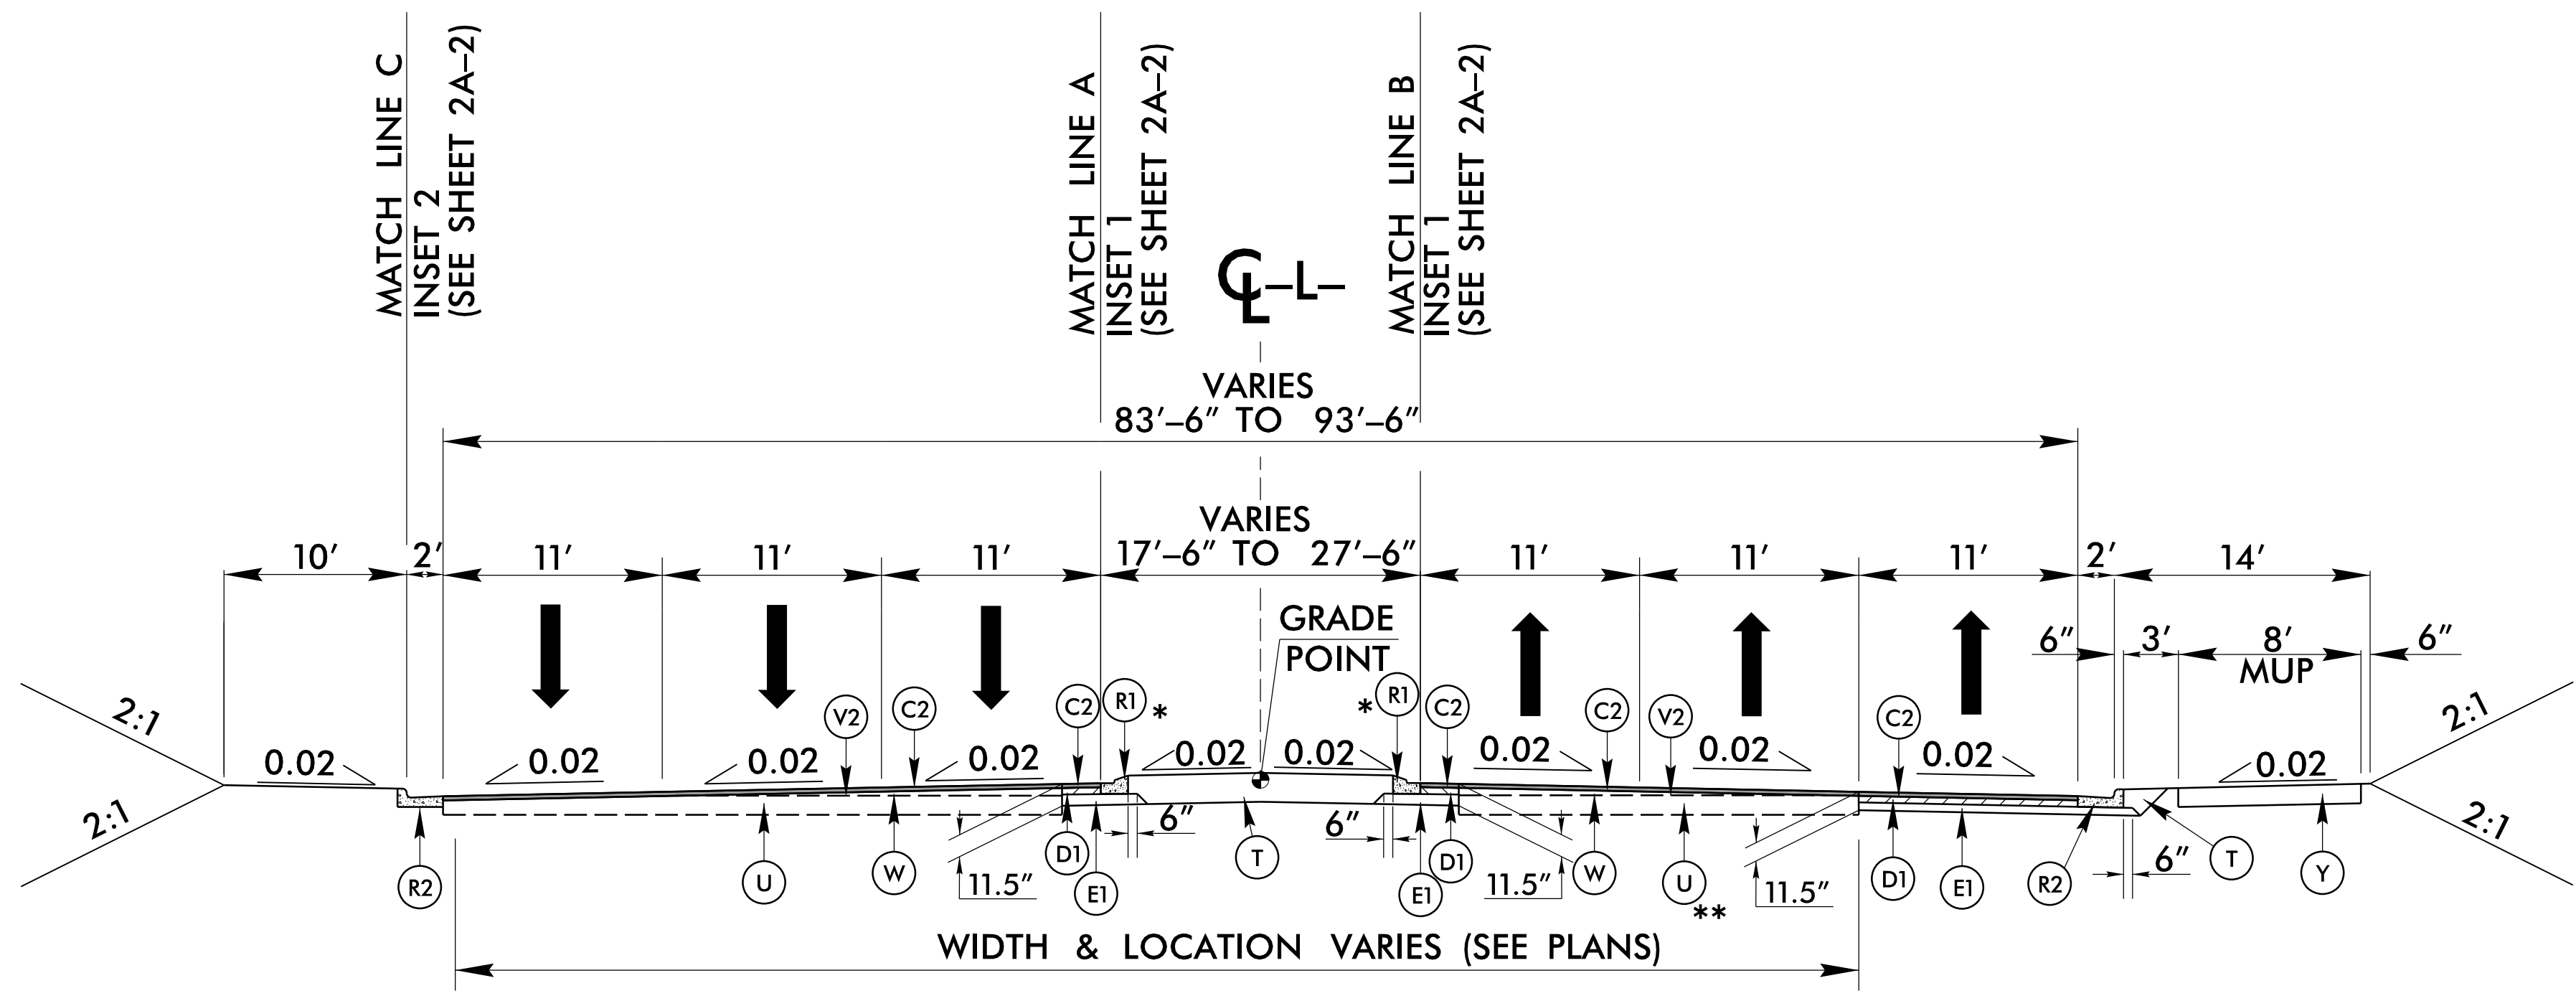 MATCH LINE C
INSET 2
(SEE SHEET 2A–2)
MATCH LINE A
INSET 1
(SEE SHEET 2A–2)
MATCH LINE B
INSET 1
(SEE SHEET 2A–2)
CL –L–
VARIES
83'–6" TO 93'–6"
VARIES
17'–6" TO 27'–6"
10'
2'
11'
11'
11'
11'
11'
11'
2'
14'
GRADE
POINT
6"
3'
8'
MUP
6"
2:1
2:1
V2
C2
C2
R1
*
*
R1
C2
C2
V2
C2
2:1
2:1
0.02
0.02
0.02
0.02
0.02
0.02
0.02
0.02
0.02
0.02
R2
U
W
11.5"
D1
E1
6"
T
6"
E1
D1
11.5"
W
U
**
11.5"
D1
E1
R2
6"
T
Y
WIDTH & LOCATION VARIES (SEE PLANS)